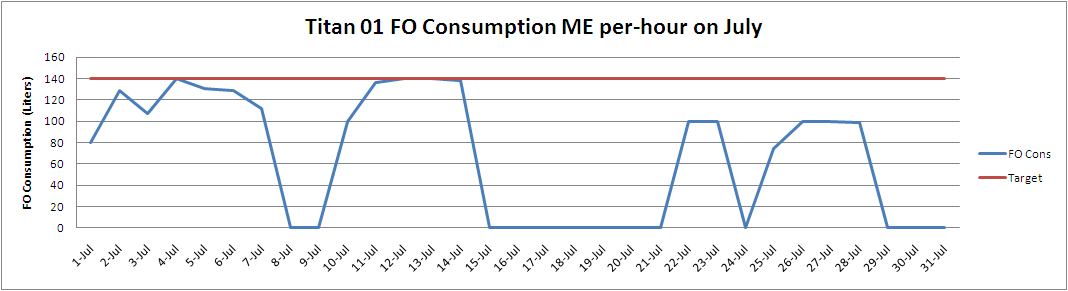 Titan 01 FO Consumption ME per-hour on July
FO Consumption (Liters)
160
140
120
100
80
60
40
20
0
1-Jul
2-Jul
3-Jul
4-Jul
5-Jul
6-Jul
7-Jul
8-Jul
9-Jul
10-Jul
11-Jul
12-Jul
13-Jul
14-Jul
15-Jul
16-Jul
17-Jul
18-Jul
19-Jul
20-Jul
21-Jul
22-Jul
23-Jul
24-Jul
25-Jul
26-Jul
27-Jul
28-Jul
29-Jul
30-Jul
31-Jul
FO Cons
Target